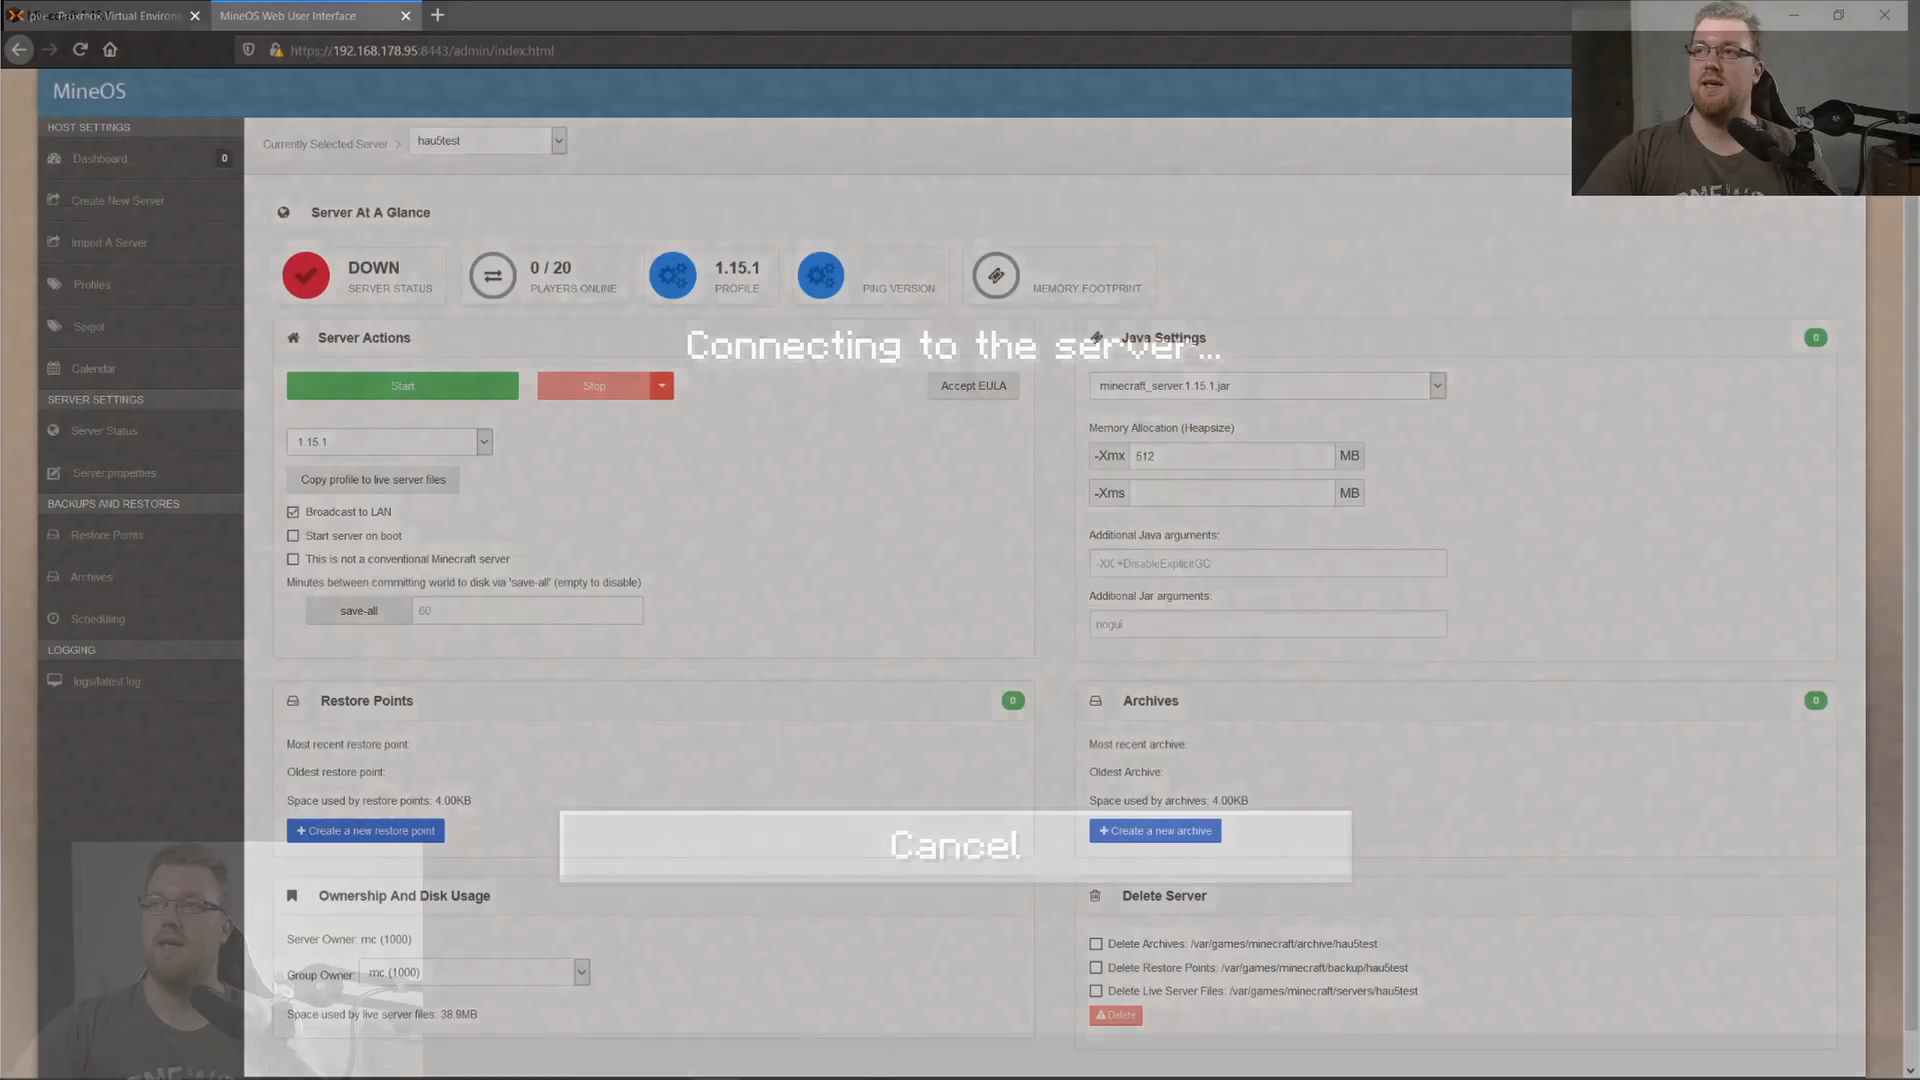 pve - Proxmox Virtual Environ
MineOS Web User Interface
https://192.168.178.95:8443/admin/index.html
MineOS
HOST SETTINGS
Dashboard
0
Create New Server
Import A Server
Profiles
Spigot
Calendar
SERVER SETTINGS
Server Status
Server.properties
BACKUPS AND RESTORES
Restore Points
Archives
Scheduling
LOGGING
logs/latest.log
Currently Selected Server >
hau5test
Server At A Glance
DOWN
SERVER STATUS
0 / 20
PLAYERS ONLINE
1.15.1
PROFILE
PING VERSION
MEMORY FOOTPRINT
Connecting to the server...
Server Actions
Start
Stop
Accept EULA
1.15.1
Copy profile to live server files
Broadcast to LAN
Start server on boot
This is not a conventional Minecraft server
Minutes between committing world to disk via 'save-all' (empty to disable)
save-all
60
Java Settings
0
minecraft_server.1.15.1.jar
Memory Allocation (Heapsize)
-Xmx
512
MB
-Xms
MB
Additional Java arguments:
-XX:+DisableExplicitGC
Additional Jar arguments:
nogui
Restore Points
0
Most recent restore point:
Oldest restore point:
Space used by restore points: 4.00KB
+ Create a new restore point
Archives
0
Most recent archive:
Oldest Archive:
Space used by archives: 4.00KB
+ Create a new archive
Cancel
Ownership And Disk Usage
Server Owner: mc (1000)
Group Owner:
mc (1000)
Space used by live server files: 38.9MB
Delete Server
Delete Archives: /var/games/minecraft/archive/hau5test
Delete Restore Points: /var/games/minecraft/backup/hau5test
Delete Live Server Files: /var/games/minecraft/servers/hau5test
Delete